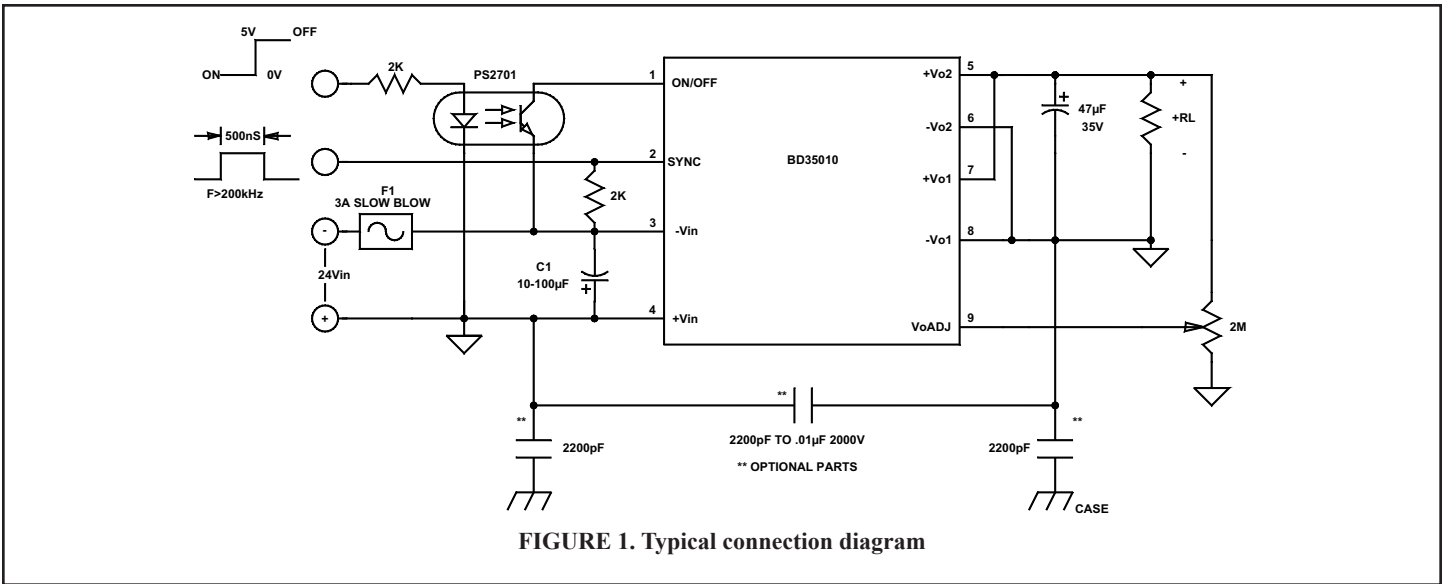 5V
OFF
ON
0V
2K
PS2701
1
ON/OFF
500nS
F>200kHz
2
SYNC
2K
F1
3A SLOW BLOW
-
3
-Vin
24Vin
C1
10-100µF
+
+
4
+Vin
BD35010
+Vo2
5
-Vo2
6
+Vo1
7
-Vo1
8
VoADJ
9
+
47µF
35V
+
+RL
-
2M
**
2200pF
**
2200pF TO .01µF 2000V
** OPTIONAL PARTS
**
2200pF
CASE
FIGURE 1. Typical connection diagram